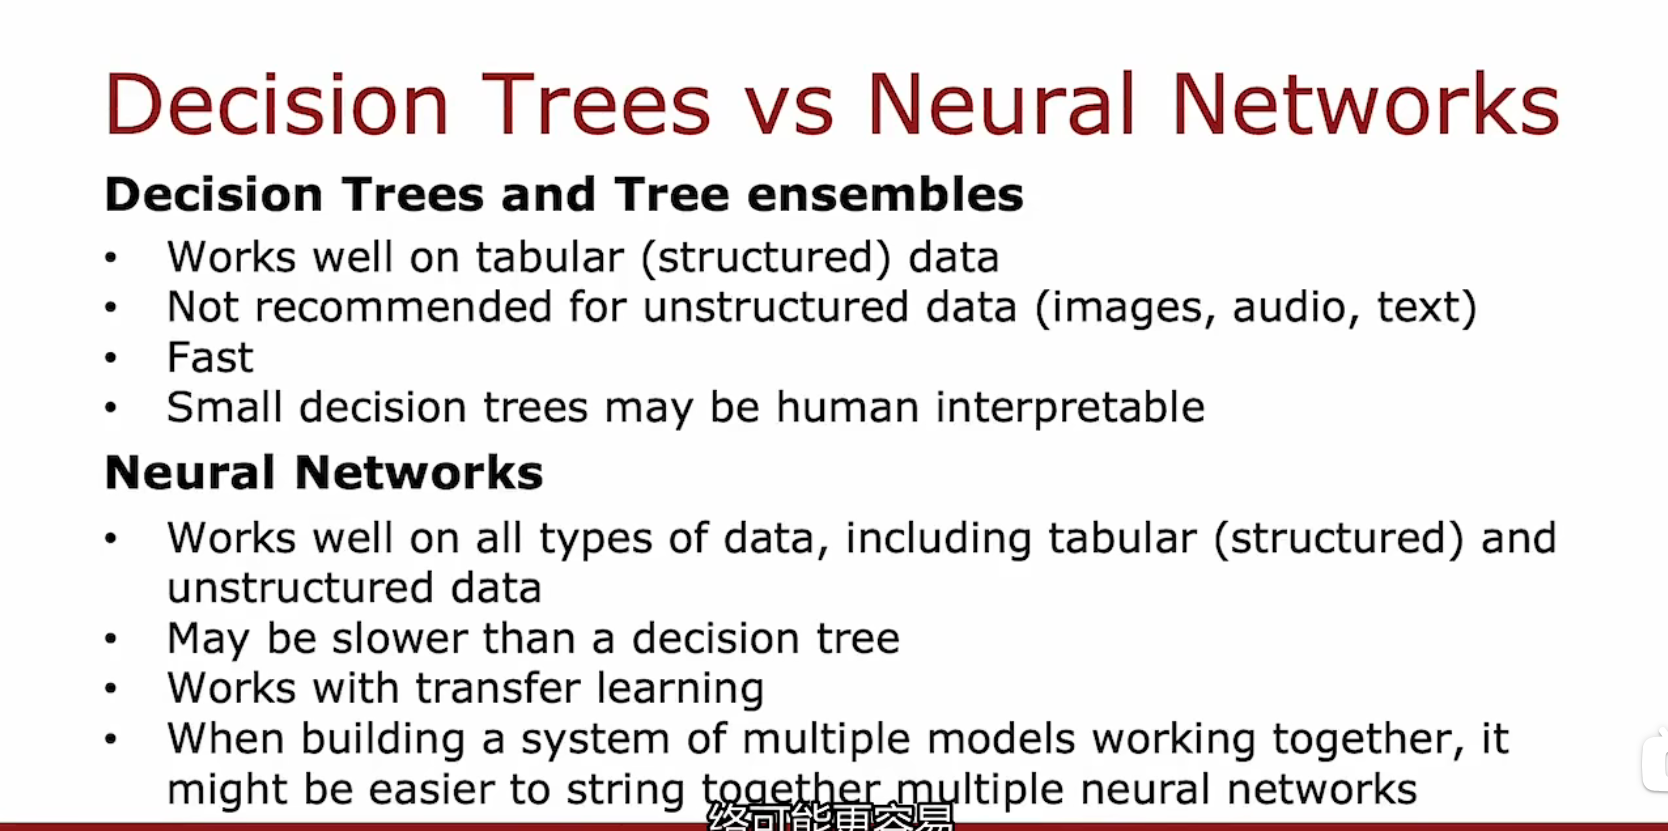 Decision Trees vs Neural Networks
Decision Trees and Tree ensembles
• Works well on tabular (structured) data
• Not recommended for unstructured data (images, audio, text)
• Fast
• Small decision trees may be human interpretable
Neural Networks
• Works well on all types of data, including tabular (structured) and
unstructured data
• May be slower than a decision tree
• Works with transfer learning
• When building a system of multiple models working together, it
might be easier to string together multiple neural networks
络可能更容易